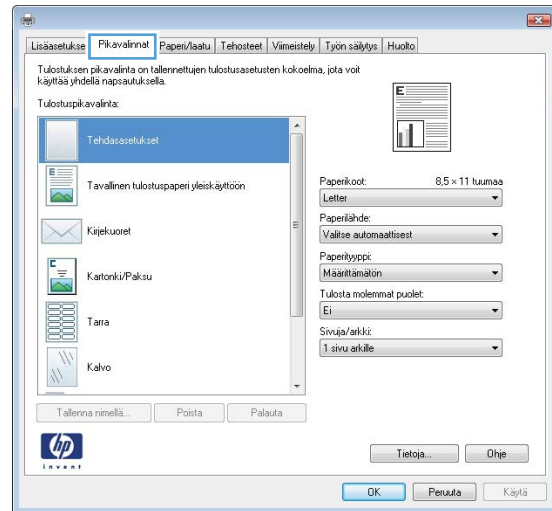 Lisäasetukse
Pikavalinnat
Paperi/laatu
Tehosteet
Viimeistely
Työn säilytys
Huolto
Tulostuksen pikavalinta on tallennettujen tulostusasetusten kokoelma, jota voit
käyttää yhdellä napsautuksella.
Tulostuspikavalinta:
Tehdasasetukset
Tavallinen tulostuspaperi yleiskäyttöön
Kirjekuoret
Kartonki/Paksu
Tarra
Kalvo
Tallenna nimellä...
Poista
Palauta
E
Paperikoot: 8,5 × 11 tuumaa
Letter
Paperilähde:
Valitse automaattisest
Paperityyppi:
Määrittämätön
Tulosta molemmat puolet:
Ei
Sivuja/arkki:
1 sivu arkille
hp
invent
Tietoja...
Ohje
OK
Peruuta
Käytä